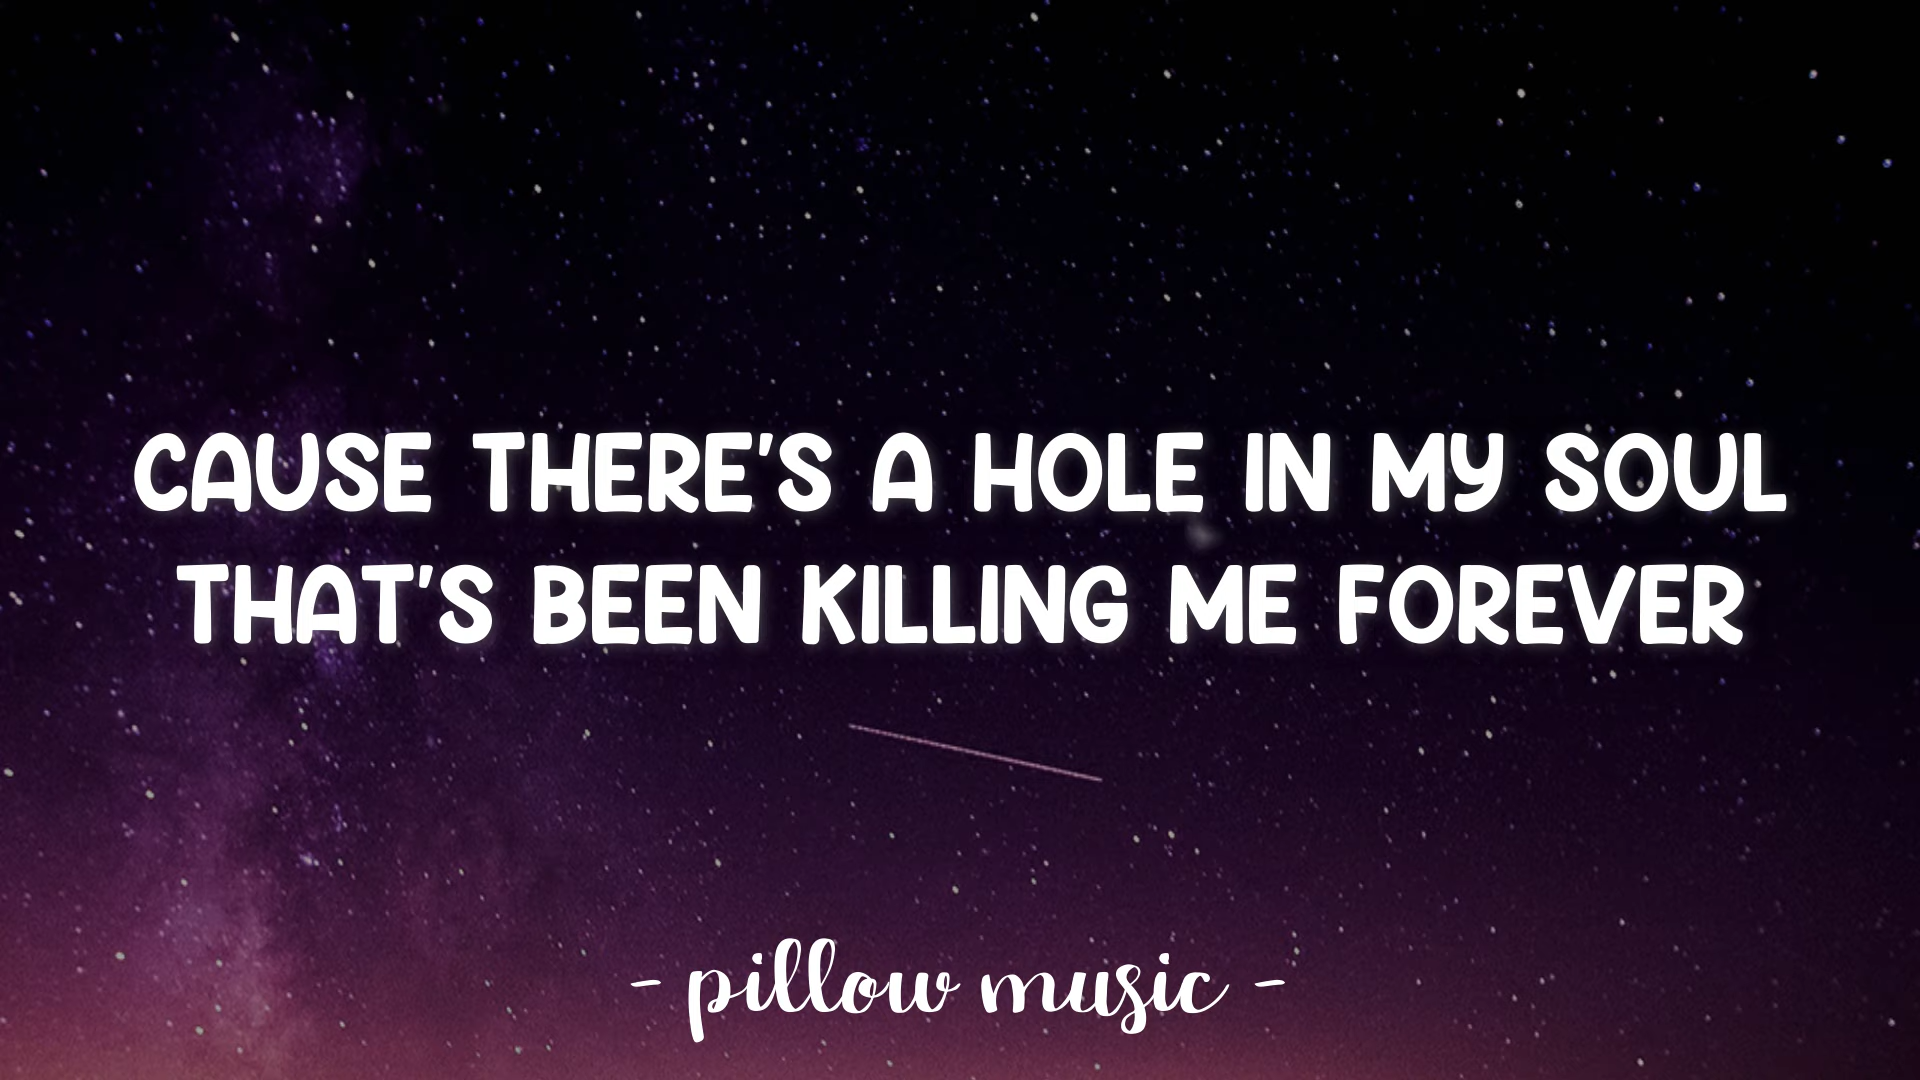 CAUSE THERE'S A HOLE IN MY SOUL
THAT'S BEEN KILLING ME FOREVER
- pillow music -